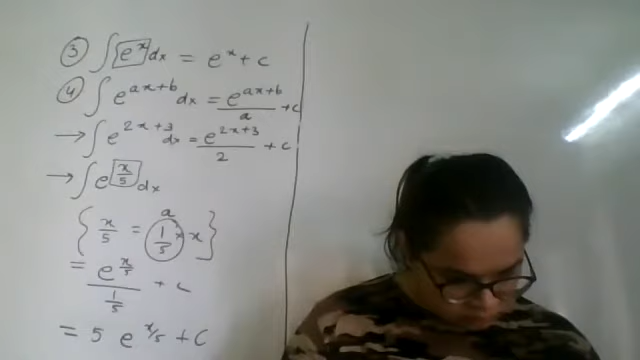 ③ ∫ e^x dx = e^x + c
④ ∫ e^{ax+b} dx = e^{ax+b}/a + c
→ ∫ e^{2x+3} dx = e^{2x+3}/2 + c
→ ∫ e^{x/5} dx
{ x/5 = (1/5) × x } a
= e^{x/5} / (1/5) + c
= 5 e^{x/5} + C